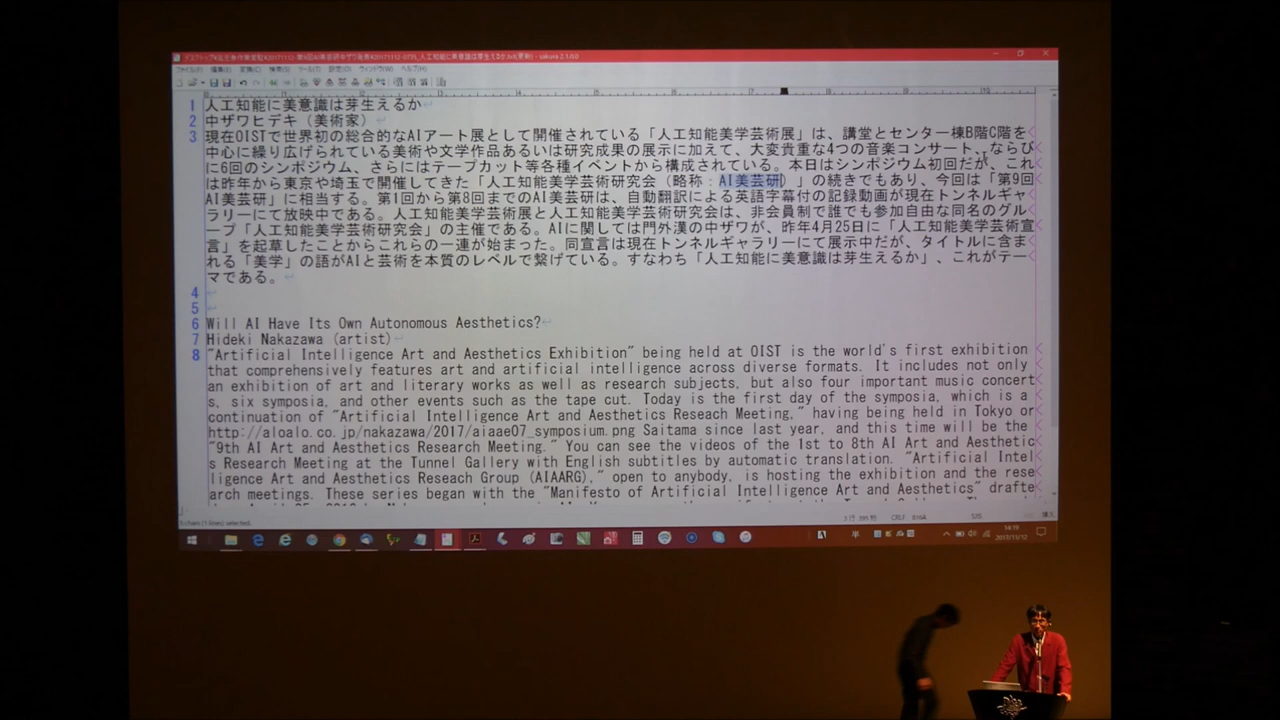 人工知能に美意識は芽生えるか
中ザワヒデキ（美術家）
現在OISTで世界初の総合的なAIアート展として開催されている「人工知能美学芸術展」は、講堂とセンター棟B階C階を
中心に繰り広げられている美術や文学作品あるいは研究成果の展示に加えて、大変貴重な4つの音楽コンサート、ならび
に6回のシンポジウム、さらにはテープカット等各種イベントから構成されている。本日はシンポジウム初回だが、これ
は昨年から東京や埼玉で開催してきた「人工知能美学芸術研究会（略称：AI美芸研）」の続きでもあり、今回は「第9回
AI美芸研」に相当する。第1回から第8回までのAI美芸研は、自動翻訳による英語字幕付の記録動画が現在トンネルギャ
ラリーにて放映中である。人工知能美学芸術展と人工知能美学芸術研究会は、非会員制で誰でも参加自由な同名のグル
ープ「人工知能美学芸術研究会」の主催である。AIに関しては門外漢の中ザワが、昨年4月25日に「人工知能美学芸術宣
言」を起草したことからこれらの一連が始まった。同宣言は現在トンネルギャラリーにて展示中だが、タイトルに含ま
れる「美学」の語がAIと芸術を本質のレベルで繋げている。すなわち「人工知能に美意識は芽生えるか」、これがテー
マである。
Will AI Have Its Own Autonomous Aesthetics?
Hideki Nakazawa (artist)
"Artificial Intelligence Art and Aesthetics Exhibition" being held at OIST is the world's first exhibition
that comprehensively features art and artificial intelligence across diverse formats. It includes not only
an exhibition of art and literary works as well as research subjects, but also four important music concert
s, six symposia, and other events such as the tape cut. Today is the first day of the symposia, which is a
continuation of "Artificial Intelligence Art and Aesthetics Reseach Meeting," having being held in Tokyo or
http://aloalo.co.jp/nakazawa/2017/aiaae07_symposium.png Saitama since last year, and this time will be the
"9th AI Art and Aesthetics Research Meeting." You can see the videos of the 1st to 8th AI Art and Aesthetic
s Research Meeting at the Tunnel Gallery with English subtitles by automatic translation. "Artificial Intel
ligence Art and Aesthetics Reseach Group (AIAARG)," open to anybody, is hosting the exhibition and the rese
arch meetings. These series began with the "Manifesto of Artificial Intelligence Art and Aesthetics" drafte
2017/11/12